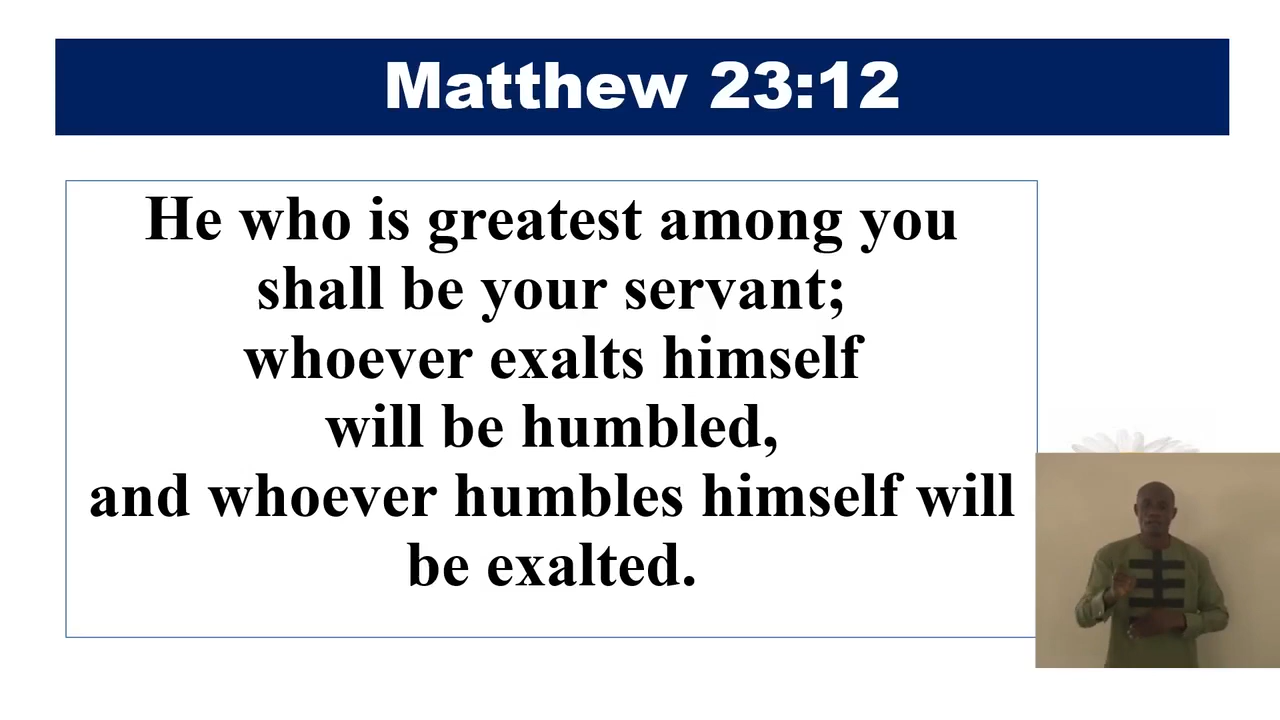 Matthew 23:12
He who is greatest among you
shall be your servant;
whoever exalts himself
will be humbled,
and whoever humbles himself will
be exalted.